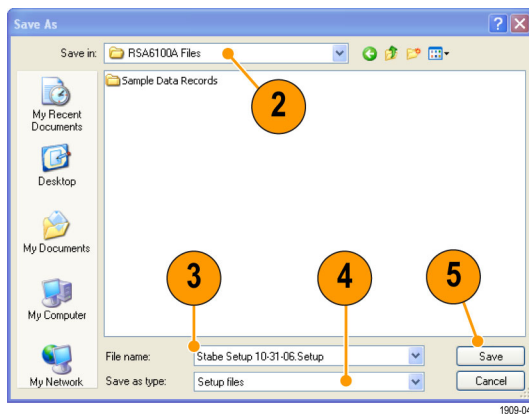 Save As
Save in:
RSA6100A Files
2
Sample Data Records
My Recent
Documents
Desktop
My Documents
My Computer
My Network
3
4
5
File name:
Stabe Setup 10-31-06.Setup
Save
Save as type:
Setup files
Cancel